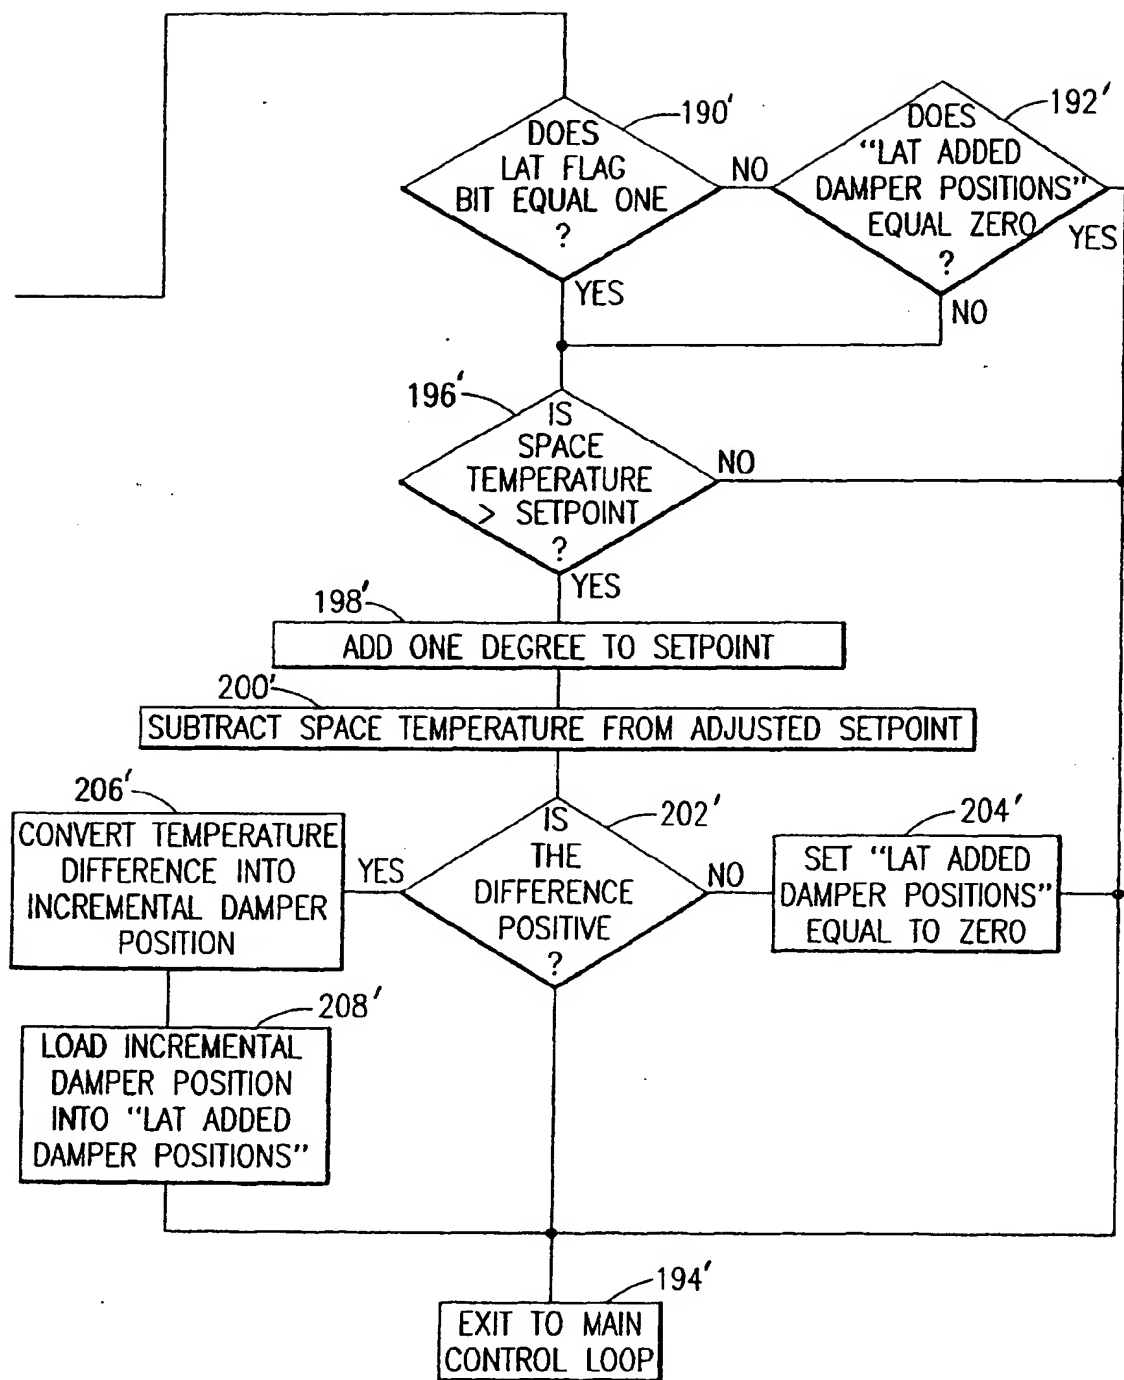 190'
DOES
LAT FLAG
BIT EQUAL ONE
?
NO
YES
192'
DOES
"LAT ADDED
DAMPER POSITIONS"
EQUAL ZERO
?
YES
NO
196'
IS
SPACE
TEMPERATURE
> SETPOINT
?
NO
YES
198'
ADD ONE DEGREE TO SETPOINT
200'
SUBTRACT SPACE TEMPERATURE FROM ADJUSTED SETPOINT
202'
IS
THE
DIFFERENCE
POSITIVE
?
YES
NO
204'
SET "LAT ADDED
DAMPER POSITIONS"
EQUAL TO ZERO
206'
CONVERT TEMPERATURE
DIFFERENCE INTO
INCREMENTAL DAMPER
POSITION
208'
LOAD INCREMENTAL
DAMPER POSITION
INTO "LAT ADDED
DAMPER POSITIONS"
194'
EXIT TO MAIN
CONTROL LOOP